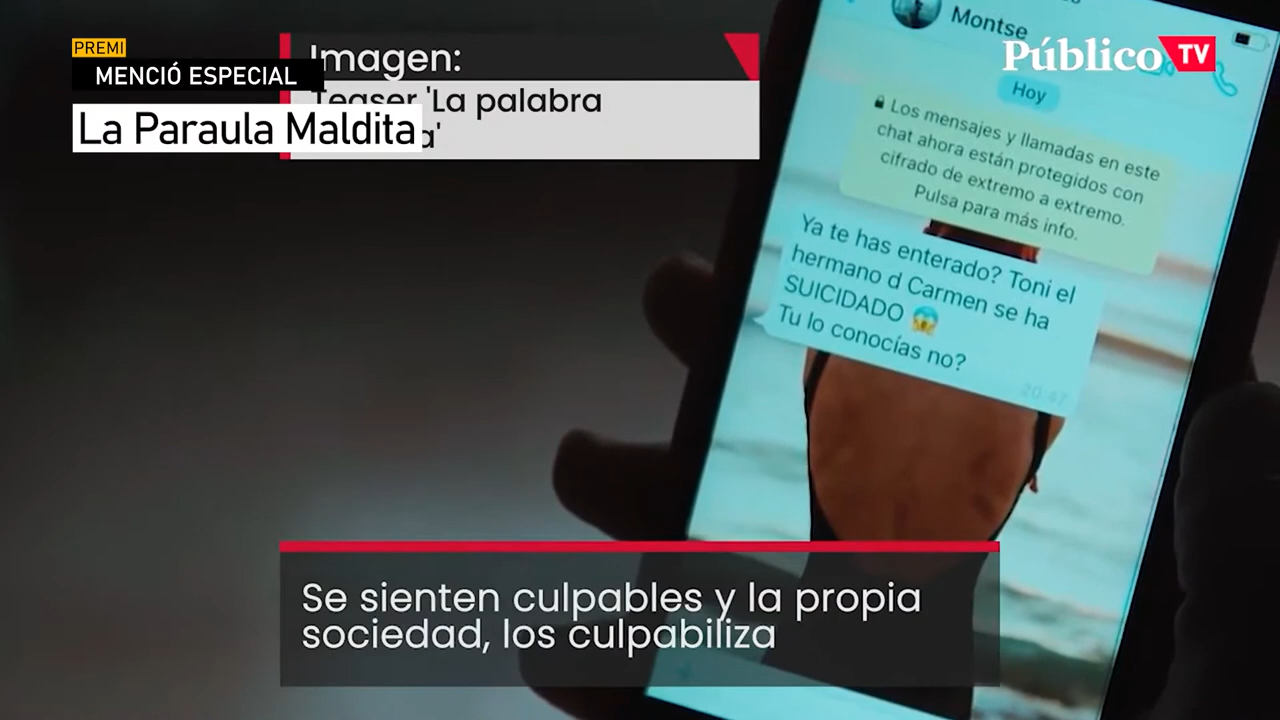 PREMI
MENCIÓ ESPECIAL
La Paraula Maldita
Imagen:
Teaser 'La palabra
a'
Público TV
Montse
Hoy
Los mensajes y llamadas en este
chat ahora están protegidos con
cifrado de extremo a extremo.
Pulsa para más info.
Ya te has enterado? Toni el
hermano d Carmen se ha
SUICIDADO 😱
Tu lo conocías no?
20:47
Se sienten culpables y la propia
sociedad, los culpabiliza